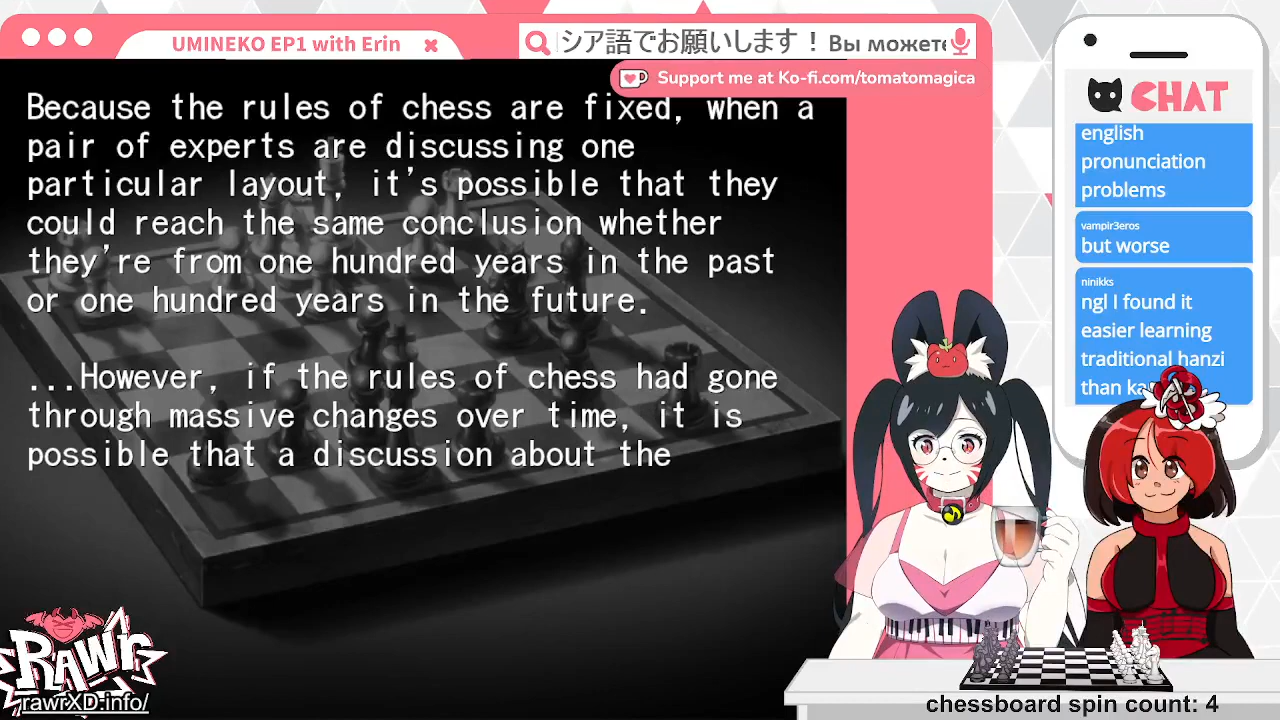 UMINEKO EP1 with Erin
シア語でお願いします！ Вы можете
Support me at Ko-fi.com/tomatomagica
Because the rules of chess are fixed, when a
pair of experts are discussing one
particular layout, it's possible that they
could reach the same conclusion whether
they're from one hundred years in the past
or one hundred years in the future.
...However, if the rules of chess had gone
through massive changes over time, it is
possible that a discussion about the
CHAT
english
pronunciation
problems
vampir3eros
but worse
ninikks
ngl I found it
easier learning
traditional hanzi
than
RAWR
rawrXD.info/
chessboard spin count: 4